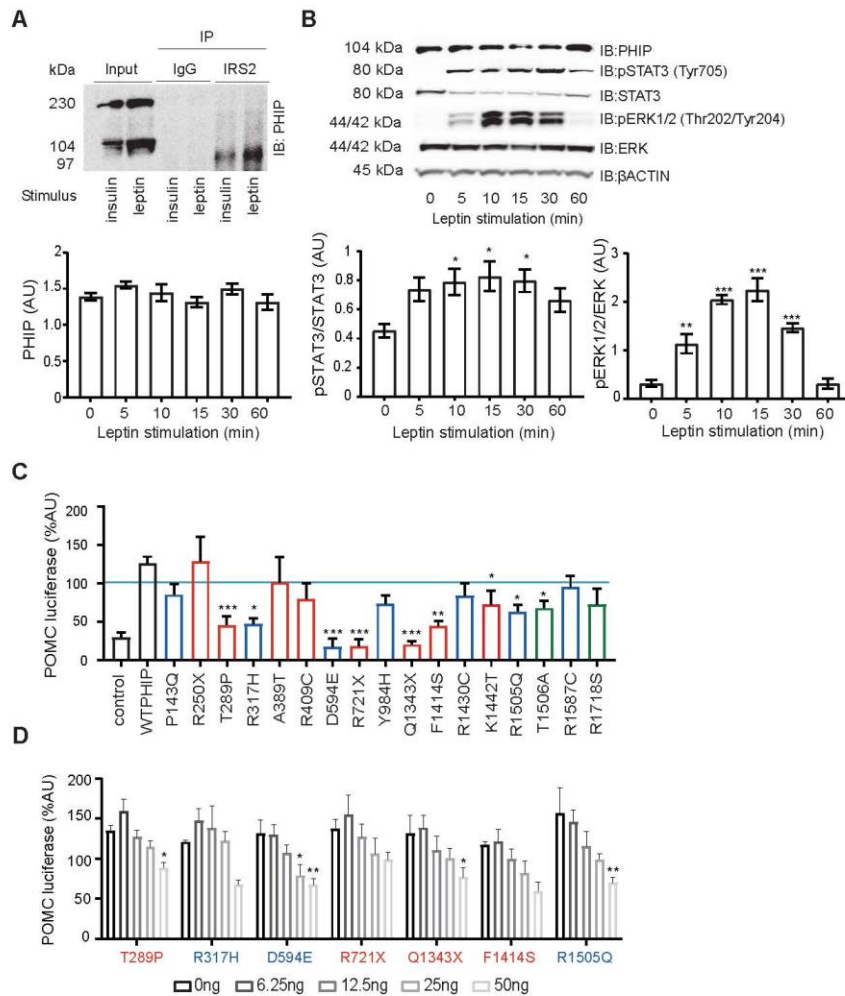 A
IP
kDa
Input
IgG
IRS2
230
104
97
IB: PHIP
Stimulus
insulin
leptin
insulin
leptin
insulin
leptin
B
104 kDa
IB:PHIP
80 kDa
IB:pSTAT3 (Tyr705)
80 kDa
IB:STAT3
44/42 kDa
IB:pERK1/2 (Thr202/Tyr204)
44/42 kDa
IB:ERK
45 kDa
IB:βACTIN
0 5 10 15 30 60
Leptin stimulation (min)
PHIP (AU)
2.0
1.5
1.0
0.5
0
0 5 10 15 30 60
Leptin stimulation (min)
pSTAT3/STAT3 (AU)
1
0.8
0.6
0.4
0.2
0
* * *
0 5 10 15 30 60
Leptin stimulation (min)
pERK1/2/ERK (AU)
3
2
1
0
** *** *** ***
0 5 10 15 30 60
Leptin stimulation (min)
C
POMC luciferase (%AU)
200
150
100
50
0
*** * *** *** *** ** * * *
control
WTPHIP
P143Q
R250X
T289P
R317H
A389T
R409C
D594E
R721X
Y984H
Q1343X
F1414S
R1430C
K1442T
R1505Q
T1506A
R1587C
R1718S
D
POMC luciferase (%AU)
200
150
100
50
0
* * ** * **
T289P R317H D594E R721X Q1343X F1414S R1505Q
0ng 6.25ng 12.5ng 25ng 50ng